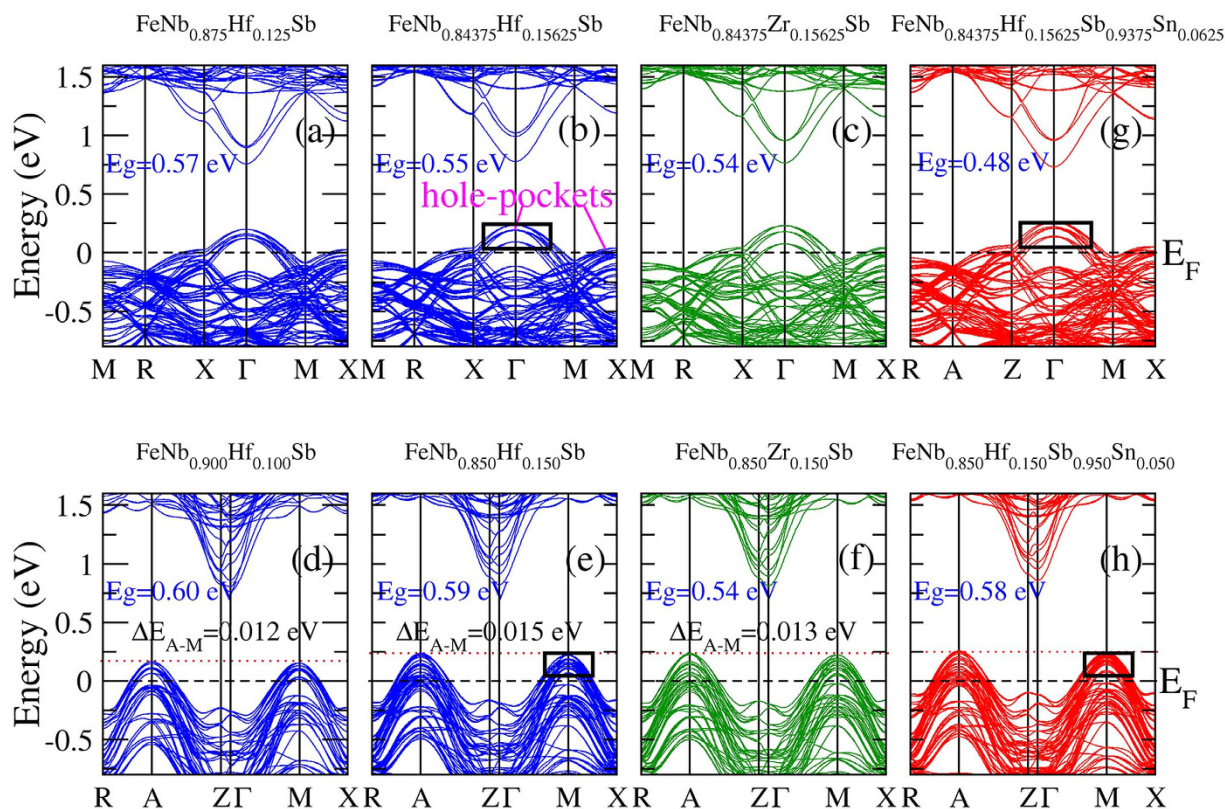 FeNb0.875Hf0.125Sb
FeNb0.84375Hf0.15625Sb
FeNb0.84375Zr0.15625Sb
FeNb0.84375Hf0.15625Sb0.9375Sn0.0625
Energy (eV)
1.5
1
0.5
0
-0.5
(a)
Eg=0.57 eV
(b)
Eg=0.55 eV
hole-pockets
(c)
Eg=0.54 eV
(g)
Eg=0.48 eV
EF
M R X Γ M X
M R X Γ M X
M R X Γ M X
R A Z Γ M X
FeNb0.900Hf0.100Sb
FeNb0.850Hf0.150Sb
FeNb0.850Zr0.150Sb
FeNb0.850Hf0.150Sb0.950Sn0.050
Energy (eV)
1.5
1
0.5
0
-0.5
(d)
Eg=0.60 eV
ΔEA-M=0.012 eV
(e)
Eg=0.59 eV
ΔEA-M=0.015 eV
(f)
Eg=0.54 eV
ΔEA-M=0.013 eV
(h)
Eg=0.58 eV
EF
R A ZΓ M X
R A ZΓ M X
R A ZΓ M X
R A ZΓ M X